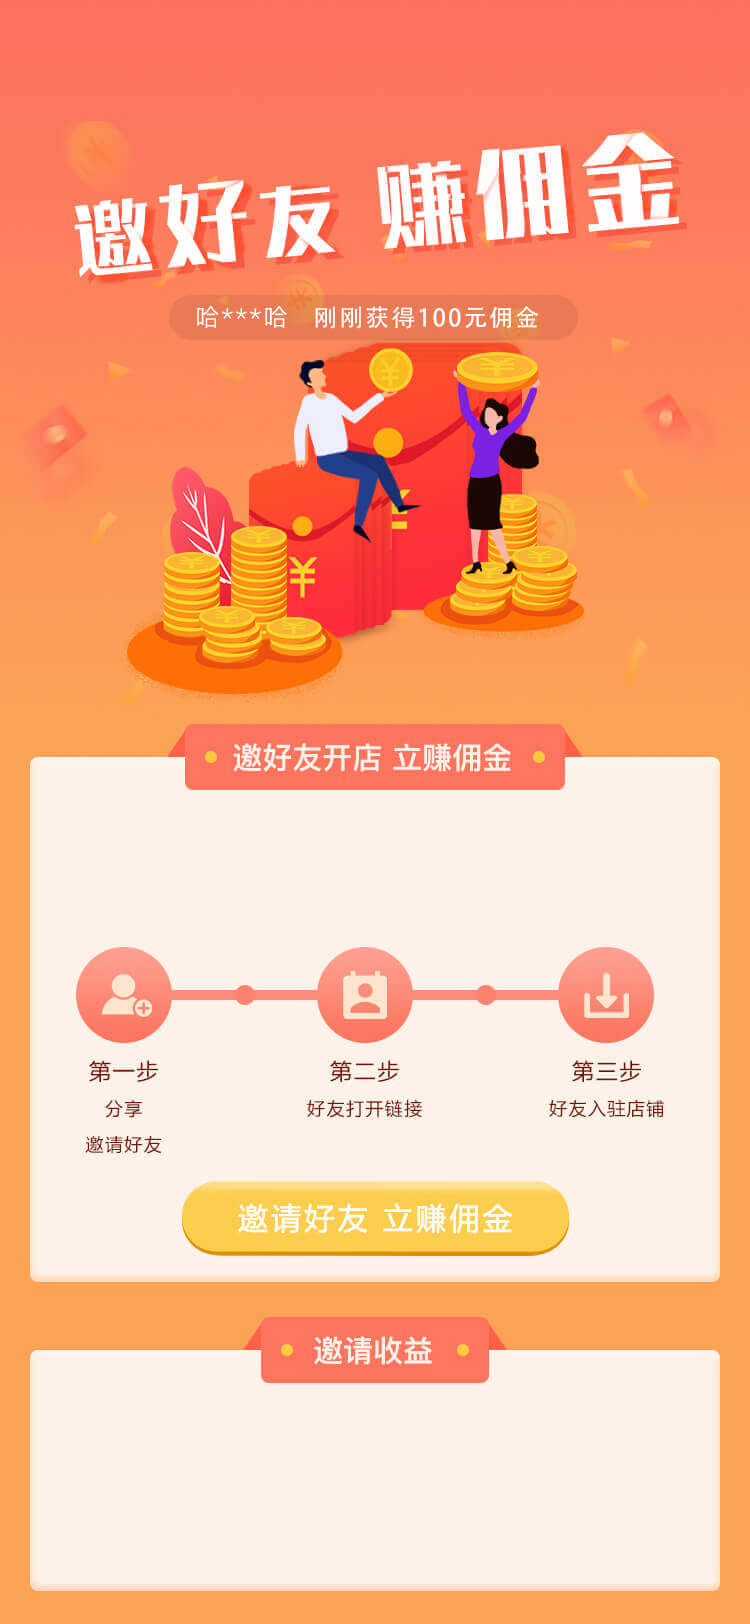 邀好友 赚佣金
哈***哈 刚刚获得100元佣金
¥
¥
邀好友开店 立赚佣金
第一步 第二步 第三步
分享 好友打开链接 好友入驻店铺
邀请好友
邀请好友 立赚佣金
邀请收益